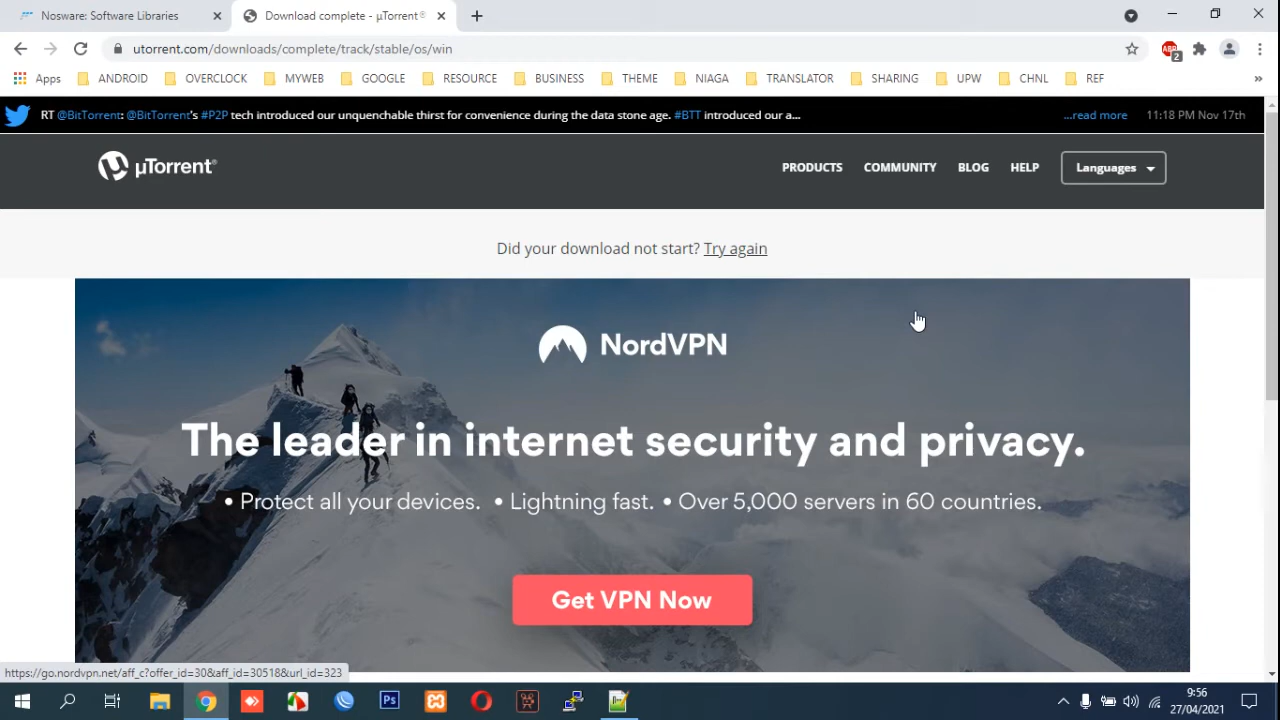 Nosware: Software Libraries
Download complete - µTorrent®
utorrent.com/downloads/complete/track/stable/os/win
ABP
2
Apps
ANDROID
OVERCLOCK
MYWEB
GOOGLE
RESOURCE
BUSINESS
THEME
NIAGA
TRANSLATOR
SHARING
UPW
CHNL
REF
»
RT @BitTorrent: @BitTorrent's #P2P tech introduced our unquenchable thirst for convenience during the data stone age. #BTT introduced our a...
...read more
11:18 PM Nov 17th
µTorrent®
PRODUCTS
COMMUNITY
BLOG
HELP
Languages
Did your download not start? Try again
NordVPN
The leader in internet security and privacy.
• Protect all your devices. • Lightning fast. • Over 5,000 servers in 60 countries.
Get VPN Now
https://go.nordvpn.net/aff_c?offer_id=30&aff_id=30518&url_id=323
Ps
9:56
27/04/2021